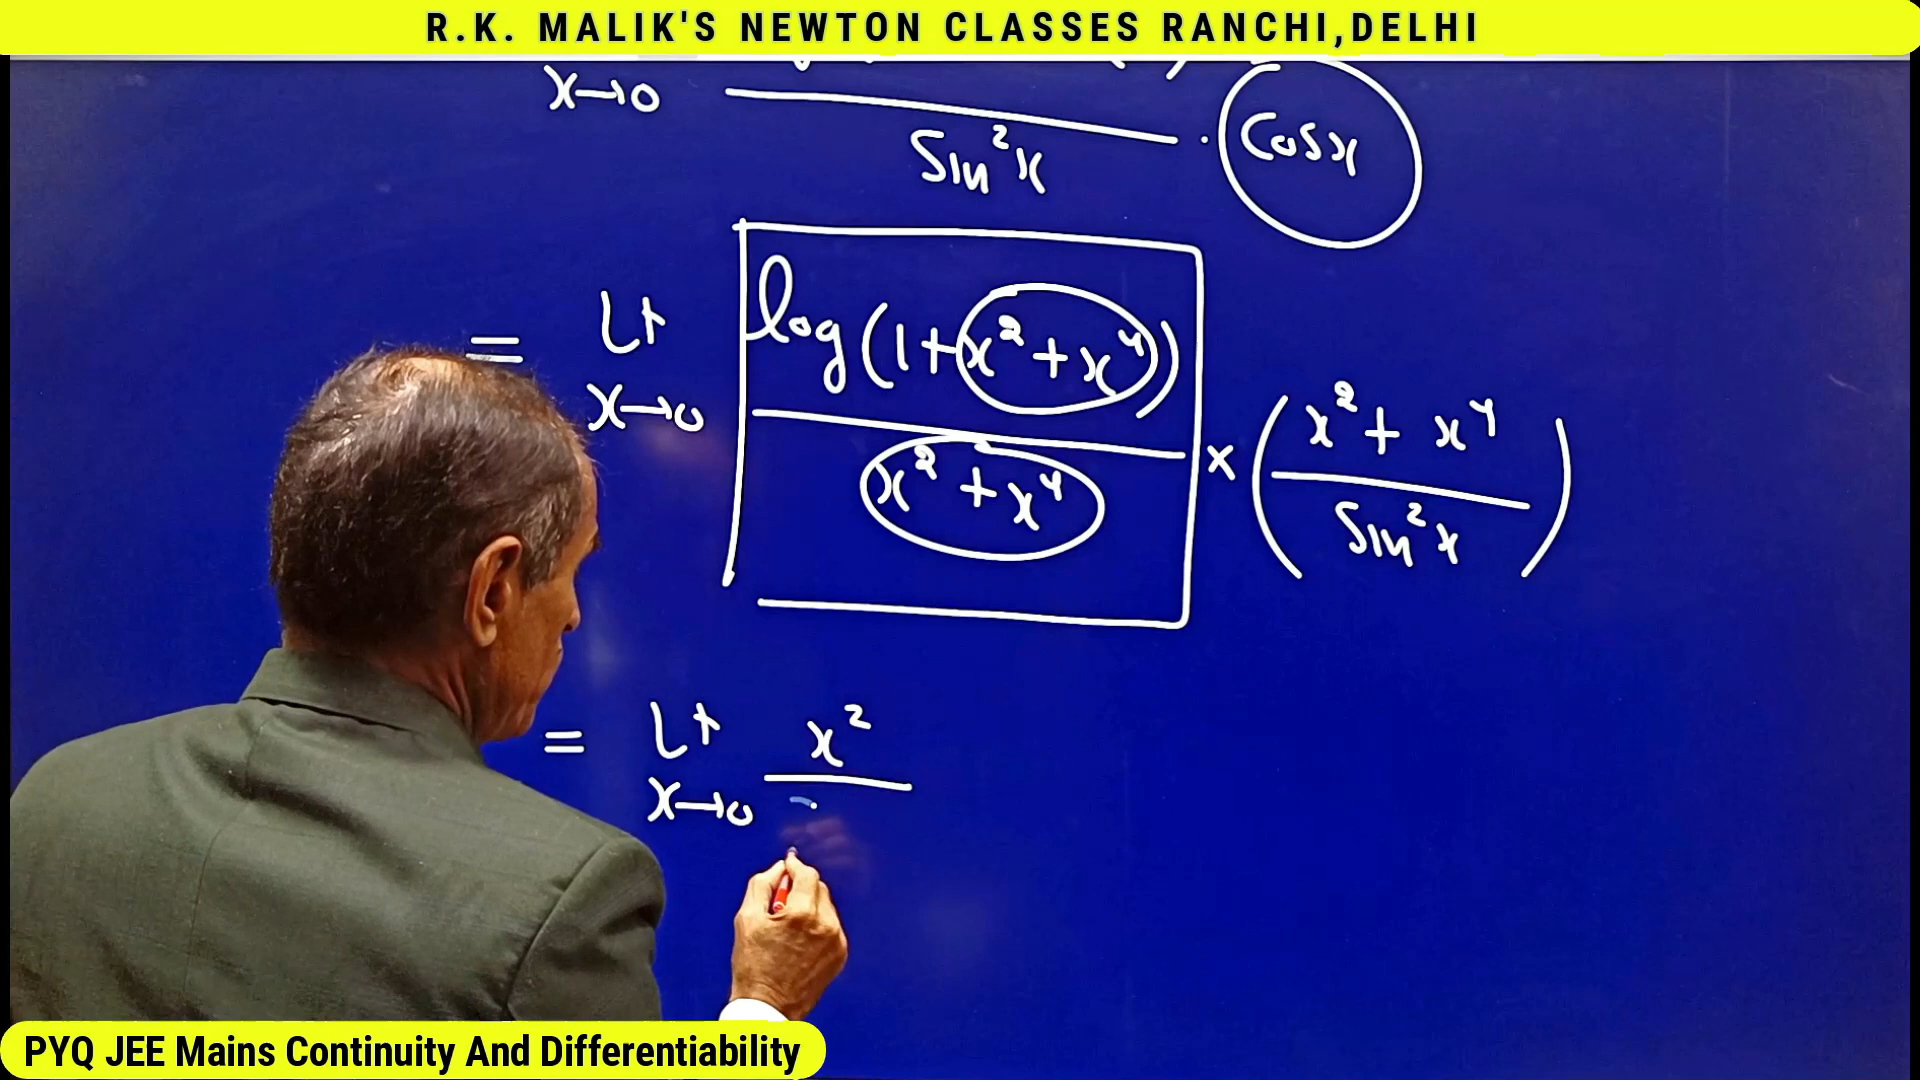 R.K. MALIK'S NEWTON CLASSES RANCHI,DELHI
x→0 ――― · cosx
Sin²x
= Lt log(1+x²+x⁴) × (x²+x⁴)
x→0 ――― ―――
x²+x⁴ Sin²x
= Lt x²
x→0 ―――
PYQ JEE Mains Continuity And Differentiability